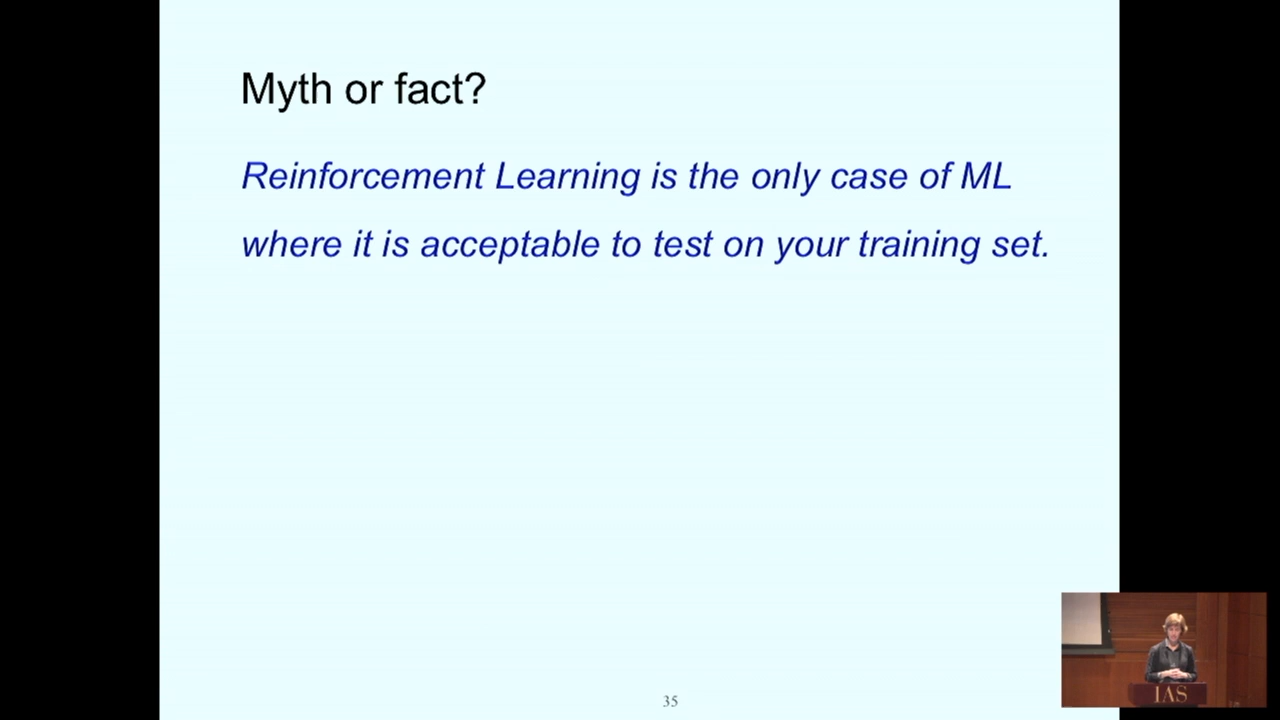 Myth or fact?
Reinforcement Learning is the only case of ML
where it is acceptable to test on your training set.
35
IAS